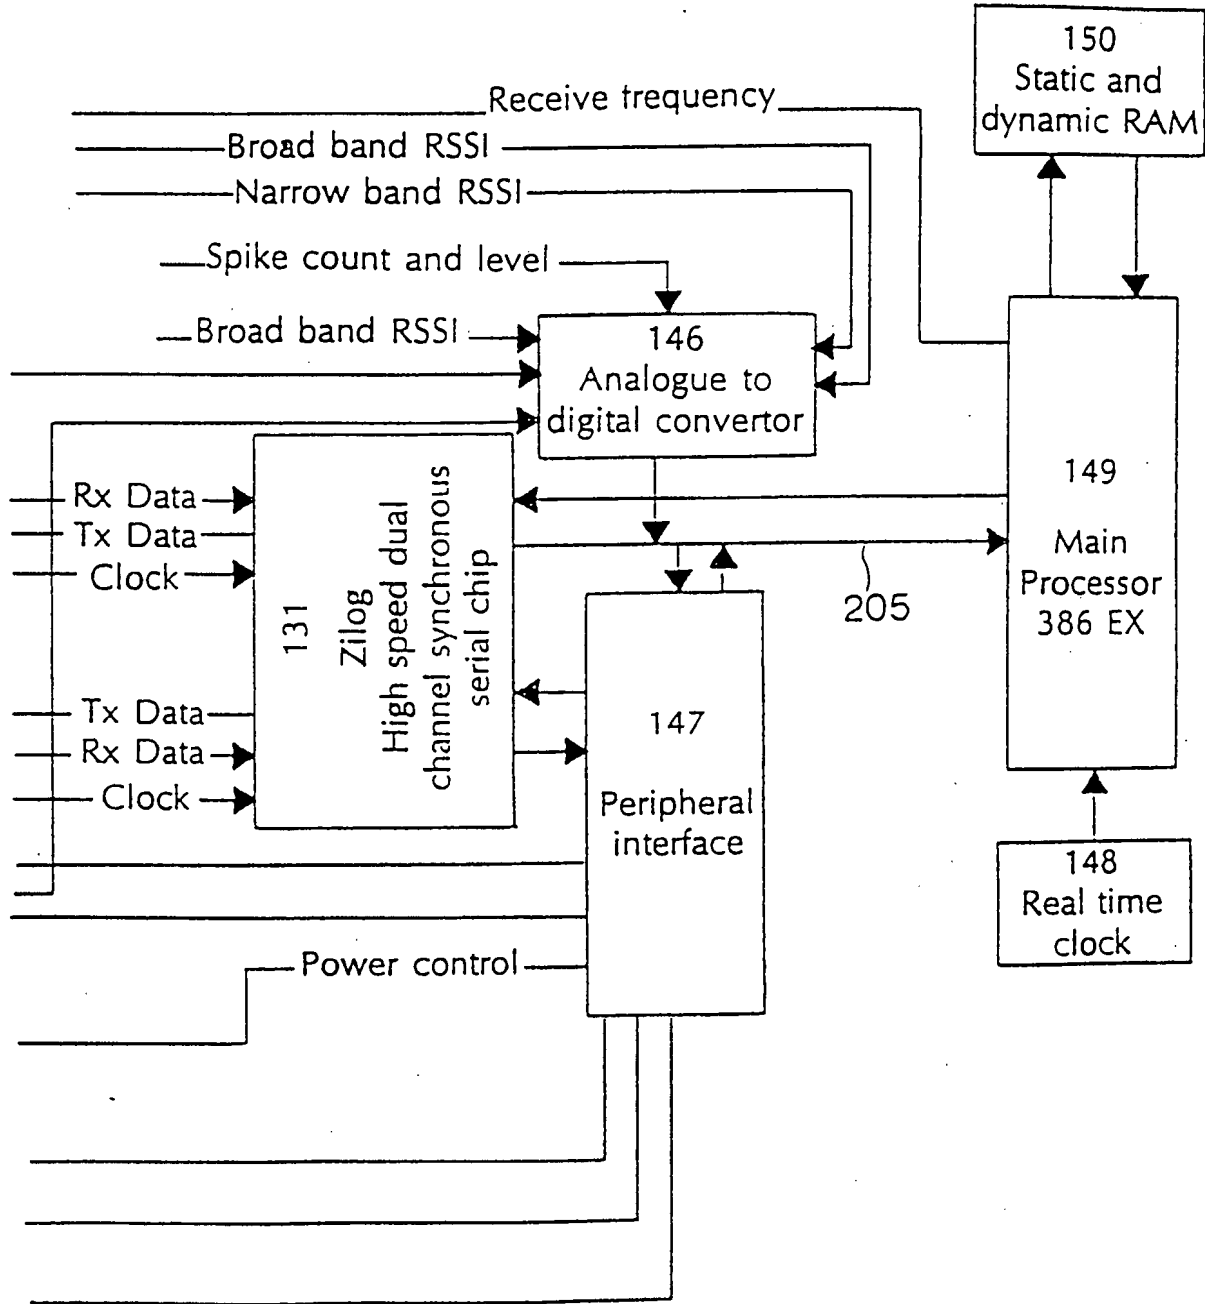 150
Static and
dynamic RAM
Receive trequency
Broad band RSSI
Narrow band RSSI
Spike count and level
Broad band RSSI
146
Analogue to
digital convertor
Rx Data
Tx Data
Clock
131
Zilog
High speed dual
channel synchronous
serial chip
Tx Data
Rx Data
Clock
149
Main
Processor
386 EX
205
147
Peripheral
interface
148
Real time
clock
Power control